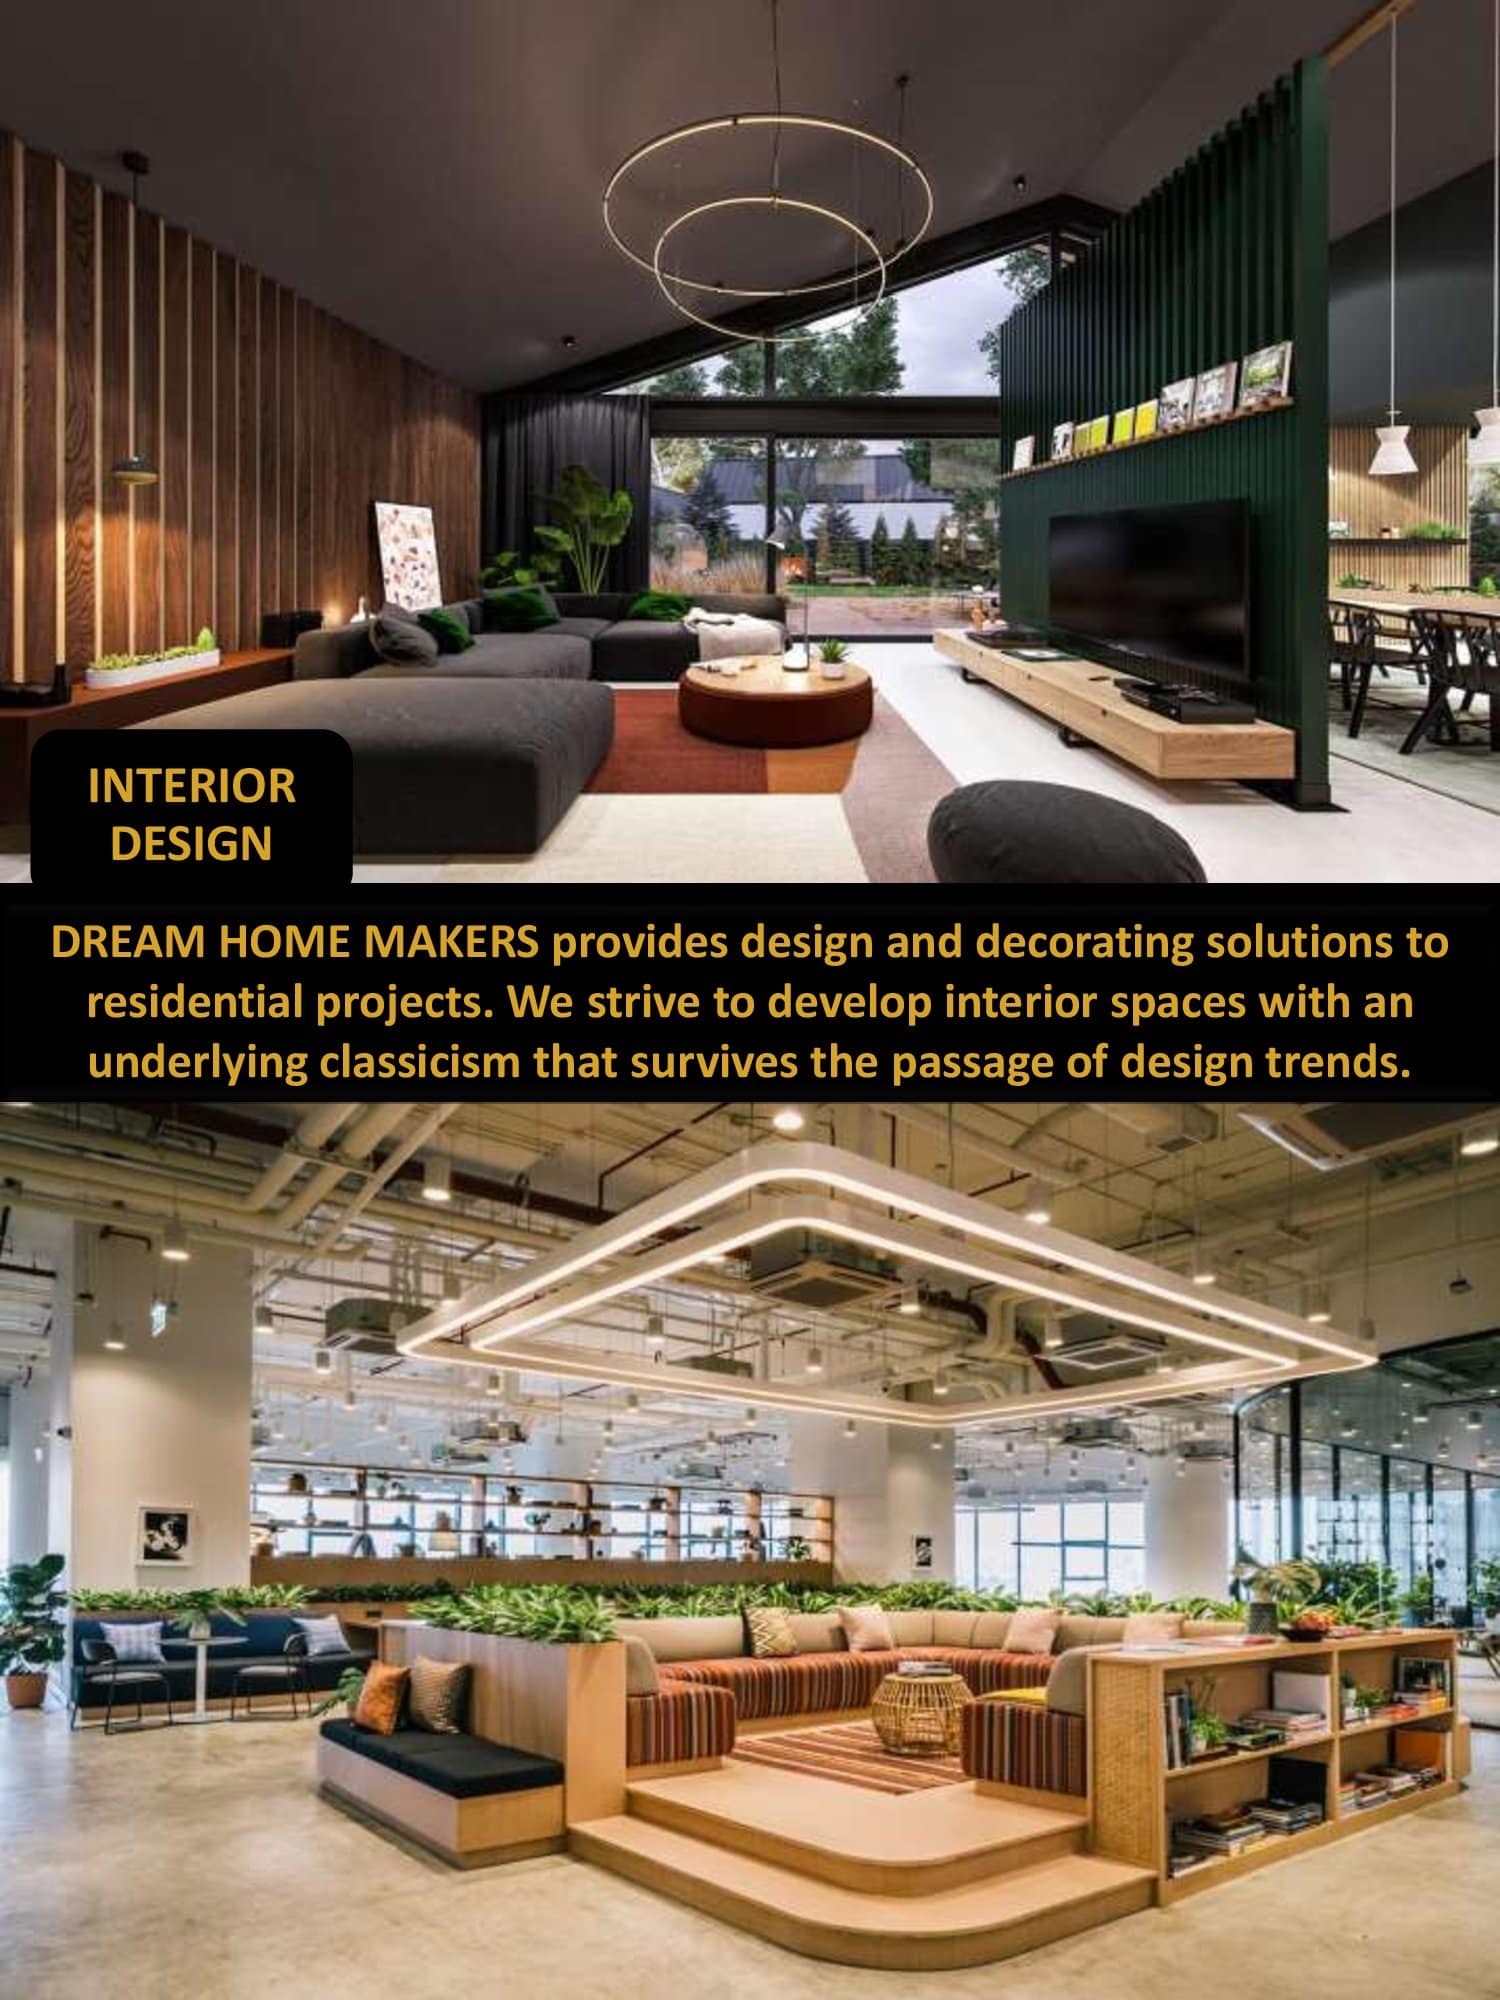 INTERIOR
DESIGN
DREAM HOME MAKERS provides design and decorating solutions to
residential projects. We strive to develop interior spaces with an
underlying classicism that survives the passage of design trends.